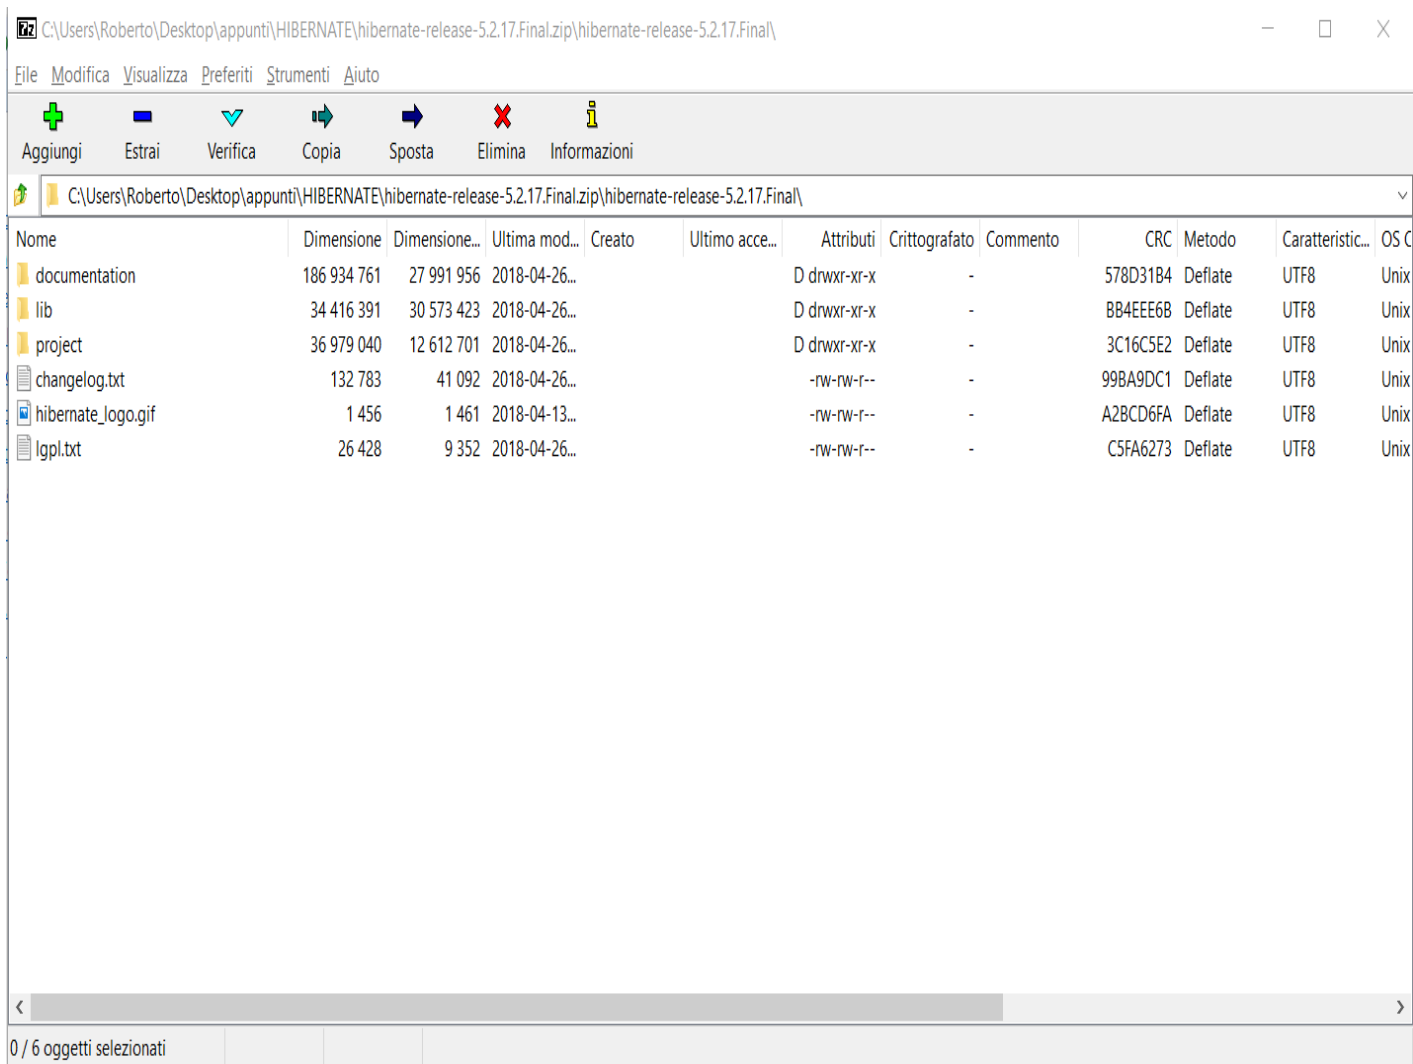 C:\Users\Roberto\Desktop\appunti\HIBERNATE\hibernate-release-5.2.17.Final.zip\hibernate-release-5.2.17.Final\
File Modifica Visualizza Preferiti Strumenti Aiuto
Aggiungi Estrai Verifica Copia Sposta Elimina Informazioni
C:\Users\Roberto\Desktop\appunti\HIBERNATE\hibernate-release-5.2.17.Final.zip\hibernate-release-5.2.17.Final\
Nome Dimensione Dimensione... Ultima mod... Creato Ultimo acce... Attributi Crittografato Commento CRC Metodo Caratteristic... OS C
documentation 186 934 761 27 991 956 2018-04-26... D drwxr-xr-x - 578D31B4 Deflate UTF8 Unix
lib 34 416 391 30 573 423 2018-04-26... D drwxr-xr-x - BB4EEE6B Deflate UTF8 Unix
project 36 979 040 12 612 701 2018-04-26... D drwxr-xr-x - 3C16C5E2 Deflate UTF8 Unix
changelog.txt 132 783 41 092 2018-04-26... -rw-rw-r-- - 99BA9DC1 Deflate UTF8 Unix
hibernate_logo.gif 1 456 1 461 2018-04-13... -rw-rw-r-- - A2BCD6FA Deflate UTF8 Unix
lgpl.txt 26 428 9 352 2018-04-26... -rw-rw-r-- - C5FA6273 Deflate UTF8 Unix
0 / 6 oggetti selezionati